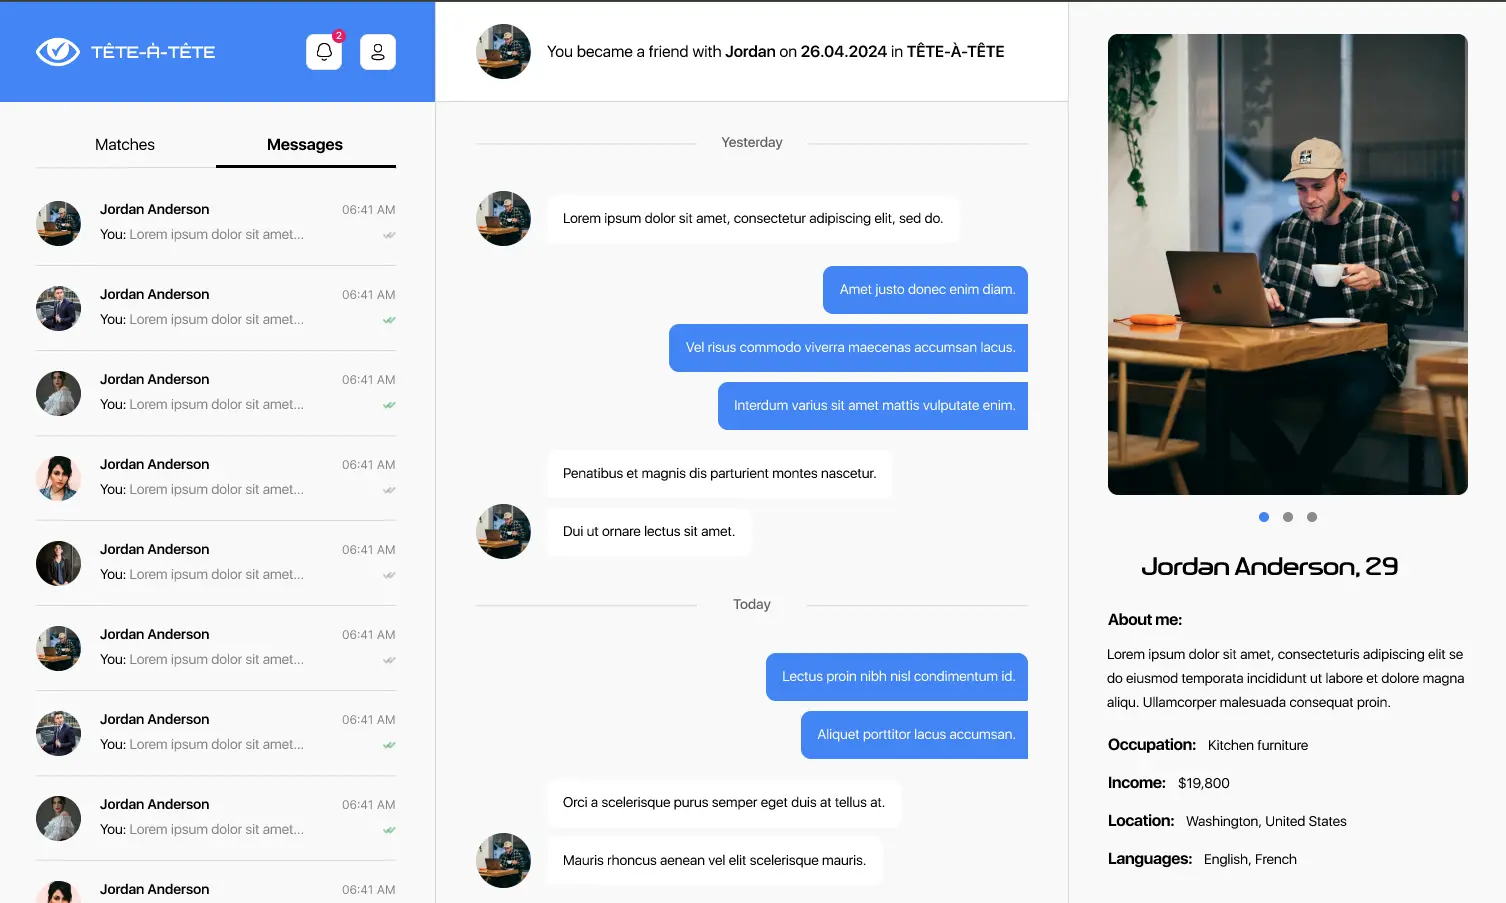 TÊTE-À-TÊTE
2
Matches
Messages
Jordan Anderson
06:41 AM
You: Lorem ipsum dolor sit amet...
Jordan Anderson
06:41 AM
You: Lorem ipsum dolor sit amet...
Jordan Anderson
06:41 AM
You: Lorem ipsum dolor sit amet...
Jordan Anderson
06:41 AM
You: Lorem ipsum dolor sit amet...
Jordan Anderson
06:41 AM
You: Lorem ipsum dolor sit amet...
Jordan Anderson
06:41 AM
You: Lorem ipsum dolor sit amet...
Jordan Anderson
06:41 AM
You: Lorem ipsum dolor sit amet...
Jordan Anderson
06:41 AM
You: Lorem ipsum dolor sit amet...
Jordan Anderson
06:41 AM
You became a friend with Jordan on 26.04.2024 in TÊTE-À-TÊTE
Yesterday
Lorem ipsum dolor sit amet, consectetur adipiscing elit, sed do.
Amet justo donec enim diam.
Vel risus commodo viverra maecenas accumsan lacus.
Interdum varius sit amet mattis vulputate enim.
Penatibus et magnis dis parturient montes nascetur.
Dui ut ornare lectus sit amet.
Today
Lectus proin nibh nisl condimentum id.
Aliquet porttitor lacus accumsan.
Orci a scelerisque purus semper eget duis at tellus at.
Mauris rhoncus aenean vel elit scelerisque mauris.
Jordan Anderson, 29
About me:
Lorem ipsum dolor sit amet, consecteturis adipiscing elit se
do eiusmod temporata incididunt ut labore et dolore magna
aliqu. Ullamcorper malesuada consequat proin.
Occupation: Kitchen furniture
Income: $19,800
Location: Washington, United States
Languages: English, French